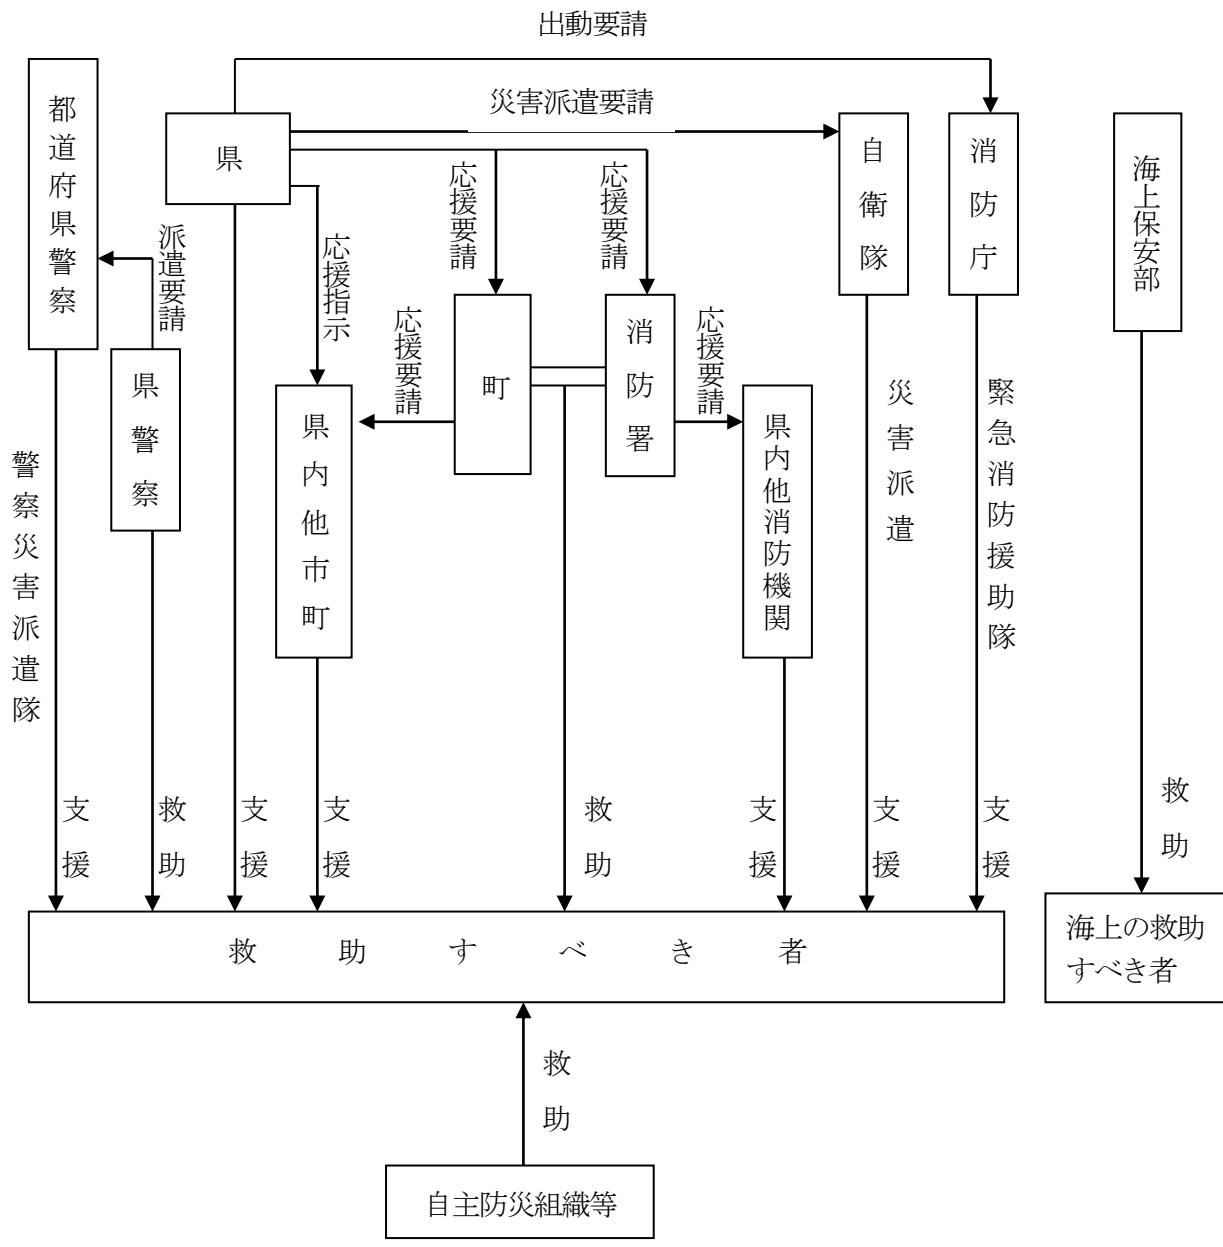 出動要請
災害派遣要請
都道府県警察
県
自衛隊
消防庁
海上保安部
派遣要請
応援指示
応援要請
応援要請
県警察
県内他市町
応援要請
町
消防署
応援要請
県内他消防機関
災害派遣
緊急消防援助隊
警察災害派遣隊
支援
救助
支援
支援
救助
支援
支援
支援
救助
救助すべき者
海上の救助
すべき者
救助
自主防災組織等